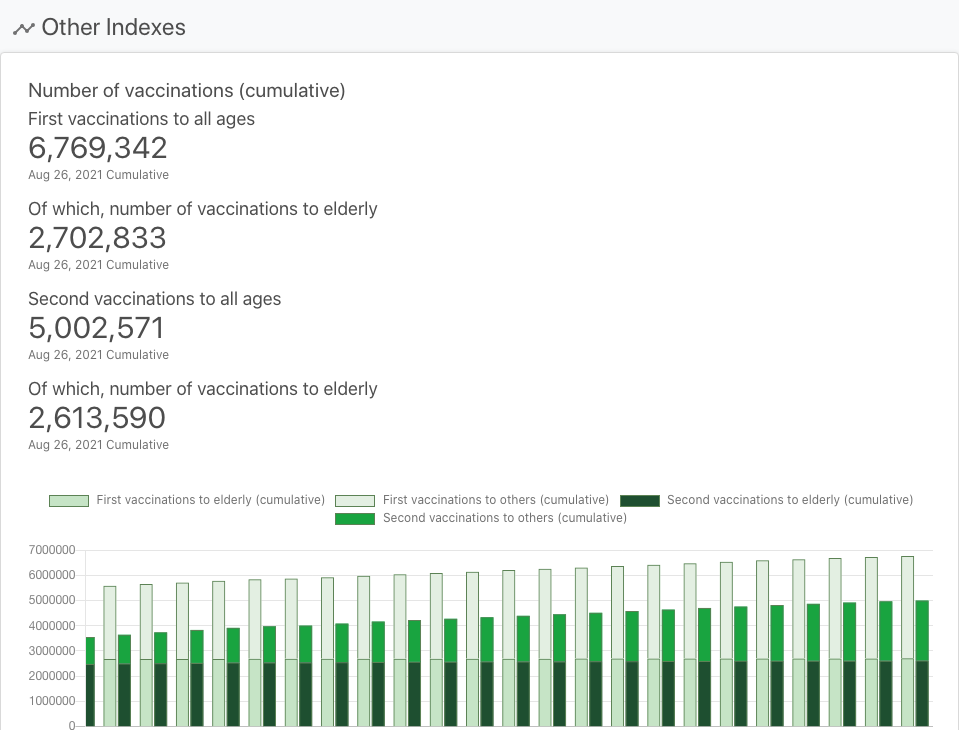 Other Indexes
Number of vaccinations (cumulative)
First vaccinations to all ages
6,769,342
Aug 26, 2021 Cumulative
Of which, number of vaccinations to elderly
2,702,833
Aug 26, 2021 Cumulative
Second vaccinations to all ages
5,002,571
Aug 26, 2021 Cumulative
Of which, number of vaccinations to elderly
2,613,590
Aug 26, 2021 Cumulative
First vaccinations to elderly (cumulative) First vaccinations to others (cumulative) Second vaccinations to elderly (cumulative)
Second vaccinations to others (cumulative)
7000000
6000000
5000000
4000000
3000000
2000000
1000000
0